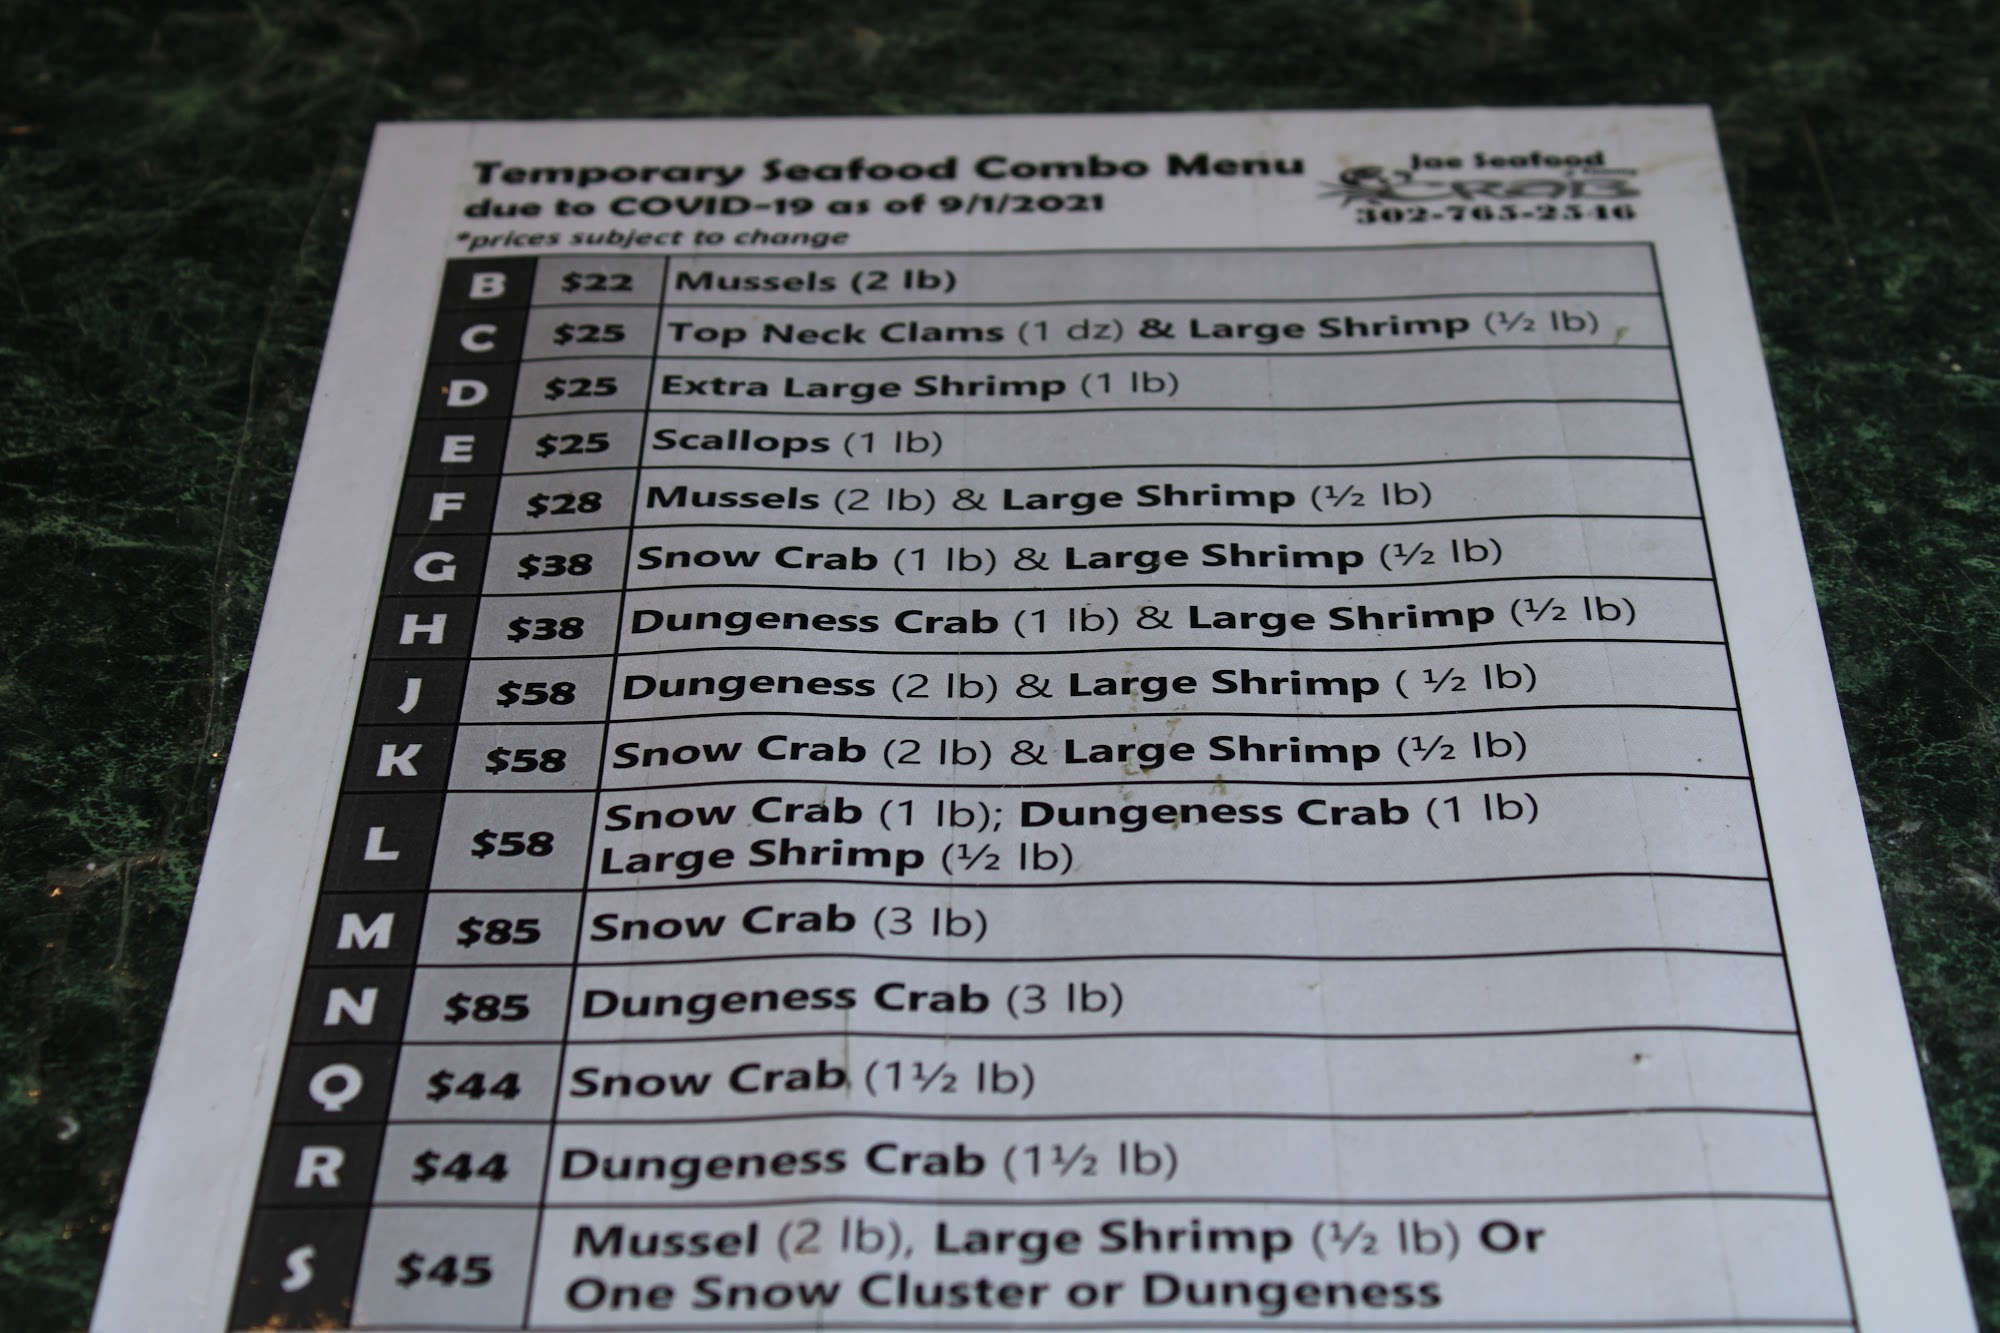 Temporary Seafood Combo Menu
due to COVID-19 as of 9/1/2021
*prices subject to change
Jae Seafood
CRAB
302-765-2546
B $22 Mussels (2 lb)
C $25 Top Neck Clams (1 dz) & Large Shrimp (½ lb)
D $25 Extra Large Shrimp (1 lb)
E $25 Scallops (1 lb)
F $28 Mussels (2 lb) & Large Shrimp (½ lb)
G $38 Snow Crab (1 lb) & Large Shrimp (½ lb)
H $38 Dungeness Crab (1 lb) & Large Shrimp (½ lb)
J $58 Dungeness (2 lb) & Large Shrimp ( ½ lb)
K $58 Snow Crab (2 lb) & Large Shrimp (½ lb)
L $58 Snow Crab (1 lb); Dungeness Crab (1 lb)
Large Shrimp (½ lb)
M $85 Snow Crab (3 lb)
N $85 Dungeness Crab (3 lb)
Q $44 Snow Crab (1½ lb)
R $44 Dungeness Crab (1½ lb)
S $45 Mussel (2 lb), Large Shrimp (½ lb) Or
One Snow Cluster or Dungeness